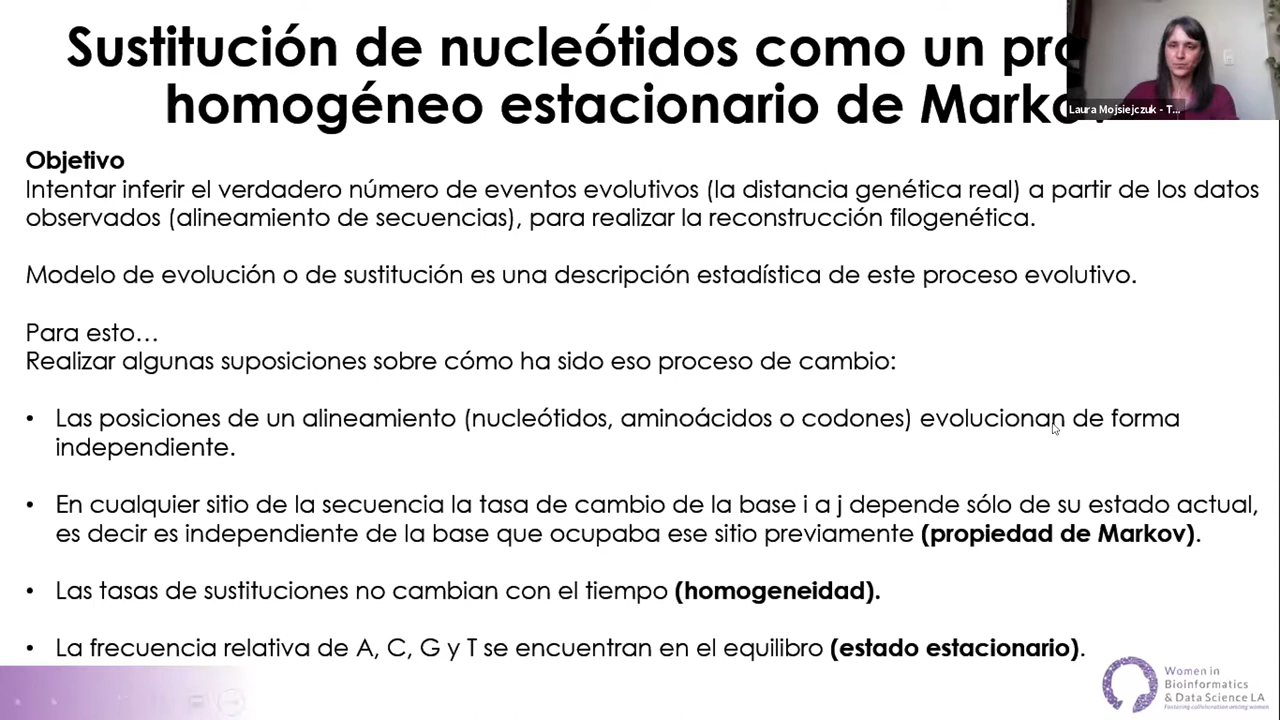 Sustitución de nucleótidos como un pro
homogéneo estacionario de Markov
Laura Mojsiejczuk - T...
Objetivo
Intentar inferir el verdadero número de eventos evolutivos (la distancia genética real) a partir de los datos
observados (alineamiento de secuencias), para realizar la reconstrucción filogenética.
Modelo de evolución o de sustitución es una descripción estadística de este proceso evolutivo.
Para esto...
Realizar algunas suposiciones sobre cómo ha sido eso proceso de cambio:
• Las posiciones de un alineamiento (nucleótidos, aminoácidos o codones) evolucionan de forma
independiente.
• En cualquier sitio de la secuencia la tasa de cambio de la base i a j depende sólo de su estado actual,
es decir es independiente de la base que ocupaba ese sitio previamente (propiedad de Markov).
• Las tasas de sustituciones no cambian con el tiempo (homogeneidad).
• La frecuencia relativa de A, C, G y T se encuentran en el equilibro (estado estacionario).
Women in
Bioinformatics
& Data Science LA
Fostering collaboration among women